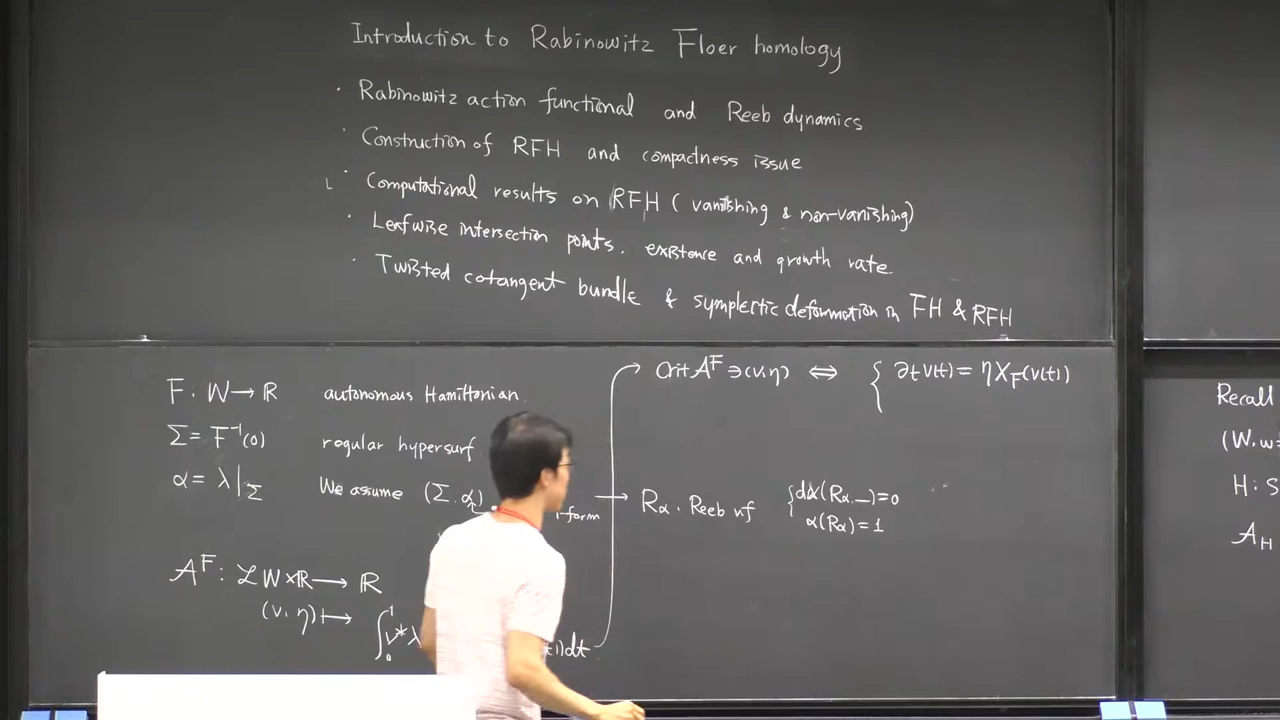 Introduction to Rabinowitz Floer homology
· Rabinowitz action functional and Reeb dynamics
· Construction of RFH and compactness issue
· Computational results on RFH ( vanishing & non-vanishing)
· Leafwise intersection points. existence and growth rate.
· Twisted cotangent bundle & symplectic deformation in FH & RFH
F : W → ℝ autonomous Hamiltonian.
Σ = F⁻¹(0) regular hypersurf
α = λ|_Σ We assume (Σ, α) 1-form
𝒜^F : 𝓛W × ℝ → ℝ
(v, η) ↦ ∫₀¹ v*λ t))dt
Crit 𝒜^F ∋ (v, η) ⇔ { ∂ₜv(t) = ηX_F(v(t))
R_α . Reeb vf { dα(R_α, –) = 0
α(R_α) = 1
Recall
(W. w=
H : S
𝒜_H